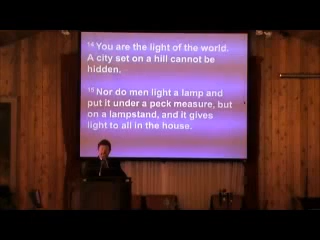 14 You are the light of the world.
A city set on a hill cannot be
hidden,
15 Nor do men light a lamp and
put it under a peck measure, but
on a lampstand, and it gives
light to all in the house.